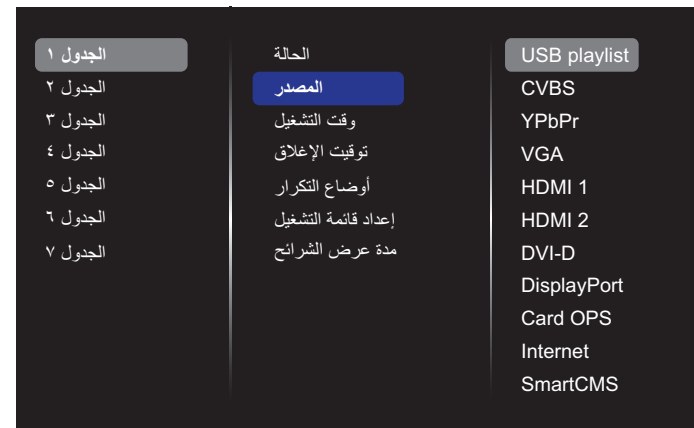 الجدول ١
الجدول ٢
الجدول ٣
الجدول ٤
الجدول ٥
الجدول ٦
الجدول ٧
الحالة
المصدر
وقت التشغيل
توقيت الإغلاق
أوضاع التكرار
إعداد قائمة التشغيل
مدة عرض الشرائح
USB playlist
CVBS
YPbPr
VGA
HDMI 1
HDMI 2
DVI-D
DisplayPort
Card OPS
Internet
SmartCMS